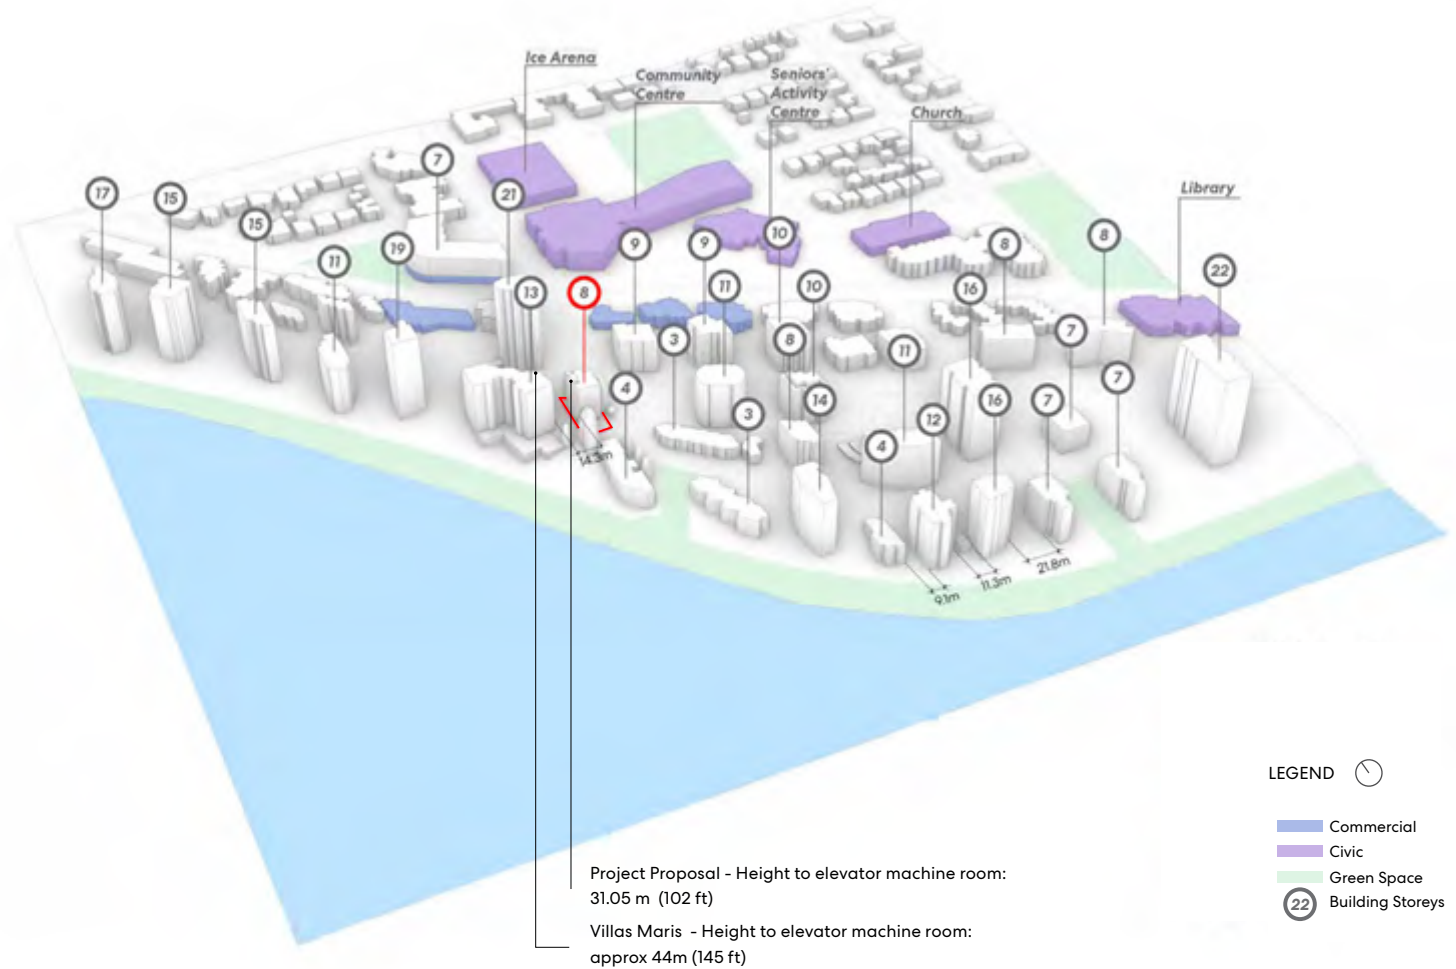 Ice Arena
Community
Centre
Seniors'
Activity
Centre
Church
Library
7
17
15
21
15
19
11
13
8
9
9
10
11
10
8
8
22
16
7
3
8
11
4
7
3
14
4
12
16
7
14.3m
9.1m
11.3m
21.8m
LEGEND
Commercial
Civic
Green Space
22 Building Storeys
Project Proposal - Height to elevator machine room:
31.05 m (102 ft)
Villas Maris - Height to elevator machine room:
approx 44m (145 ft)